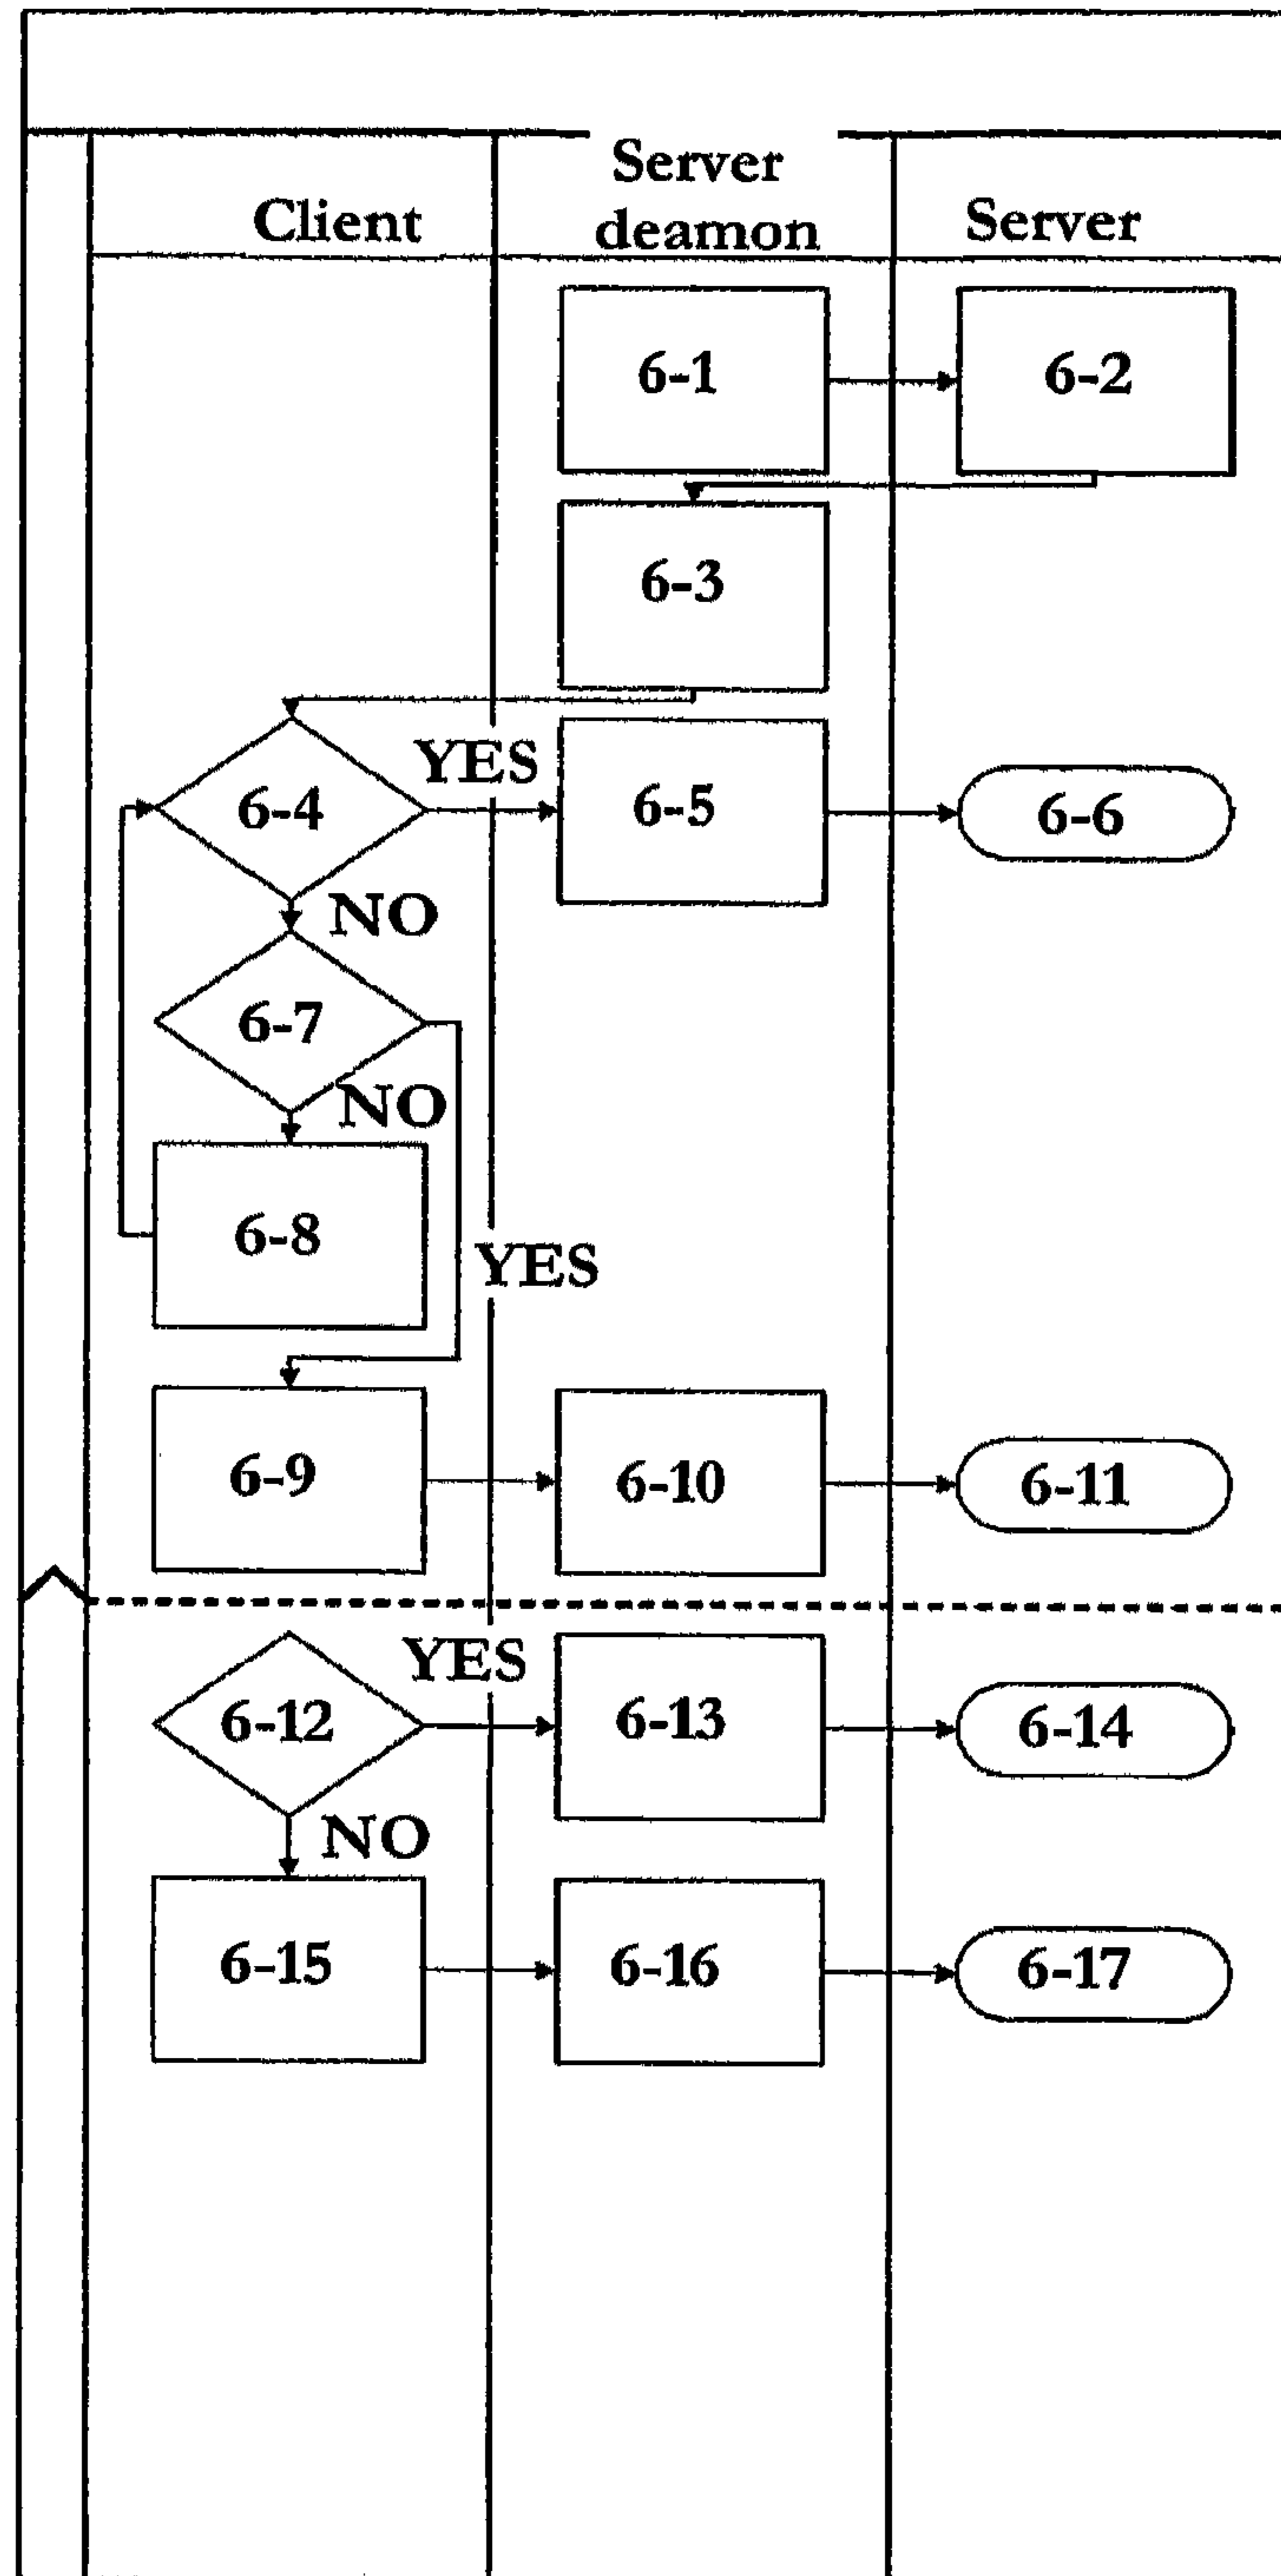 Client
Server
deamon
Server
6-1
6-2
6-3
6-4
YES
6-5
6-6
NO
6-7
NO
6-8
YES
6-9
6-10
6-11
6-12
YES
6-13
6-14
NO
6-15
6-16
6-17